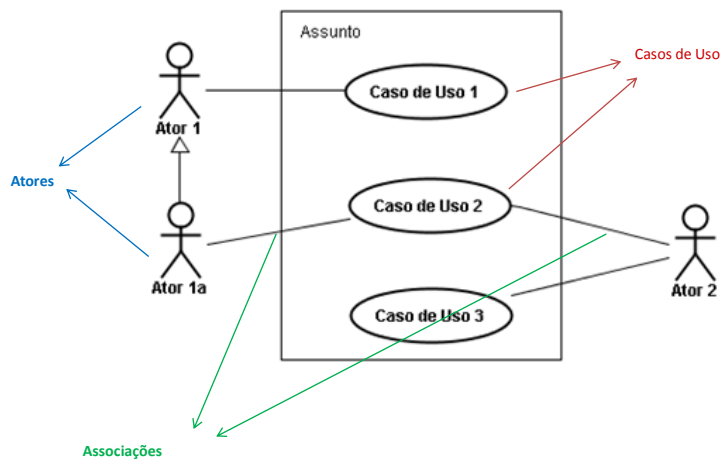 Assunto
Casos de Uso
Caso de Uso 1
Ator 1
Atores
Caso de Uso 2
Ator 1a
Ator 2
Caso de Uso 3
Associações